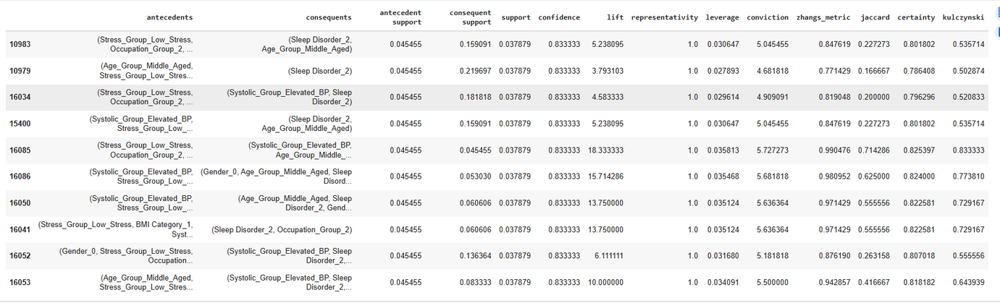 antecedents consequents antecedent support consequent support support confidence lift representativity leverage conviction zhangs_metric jaccard certainty kulczynski
10983 (Stress_Group_Low_Stress, Occupation_Group_2, ... (Sleep Disorder_2, Age_Group_Middle_Aged) 0.045455 0.159091 0.037879 0.833333 5.238095 1.0 0.030647 5.045455 0.847619 0.227273 0.801802 0.535714
10979 (Age_Group_Middle_Aged, Stress_Group_Low_Stres... (Sleep Disorder_2) 0.045455 0.219697 0.037879 0.833333 3.793103 1.0 0.027893 4.681818 0.771429 0.166667 0.786408 0.502874
16034 (Stress_Group_Low_Stress, Occupation_Group_2, ... (Systolic_Group_Elevated_BP, Sleep Disorder_2) 0.045455 0.181818 0.037879 0.833333 4.583333 1.0 0.029614 4.909091 0.819048 0.200000 0.796296 0.520833
15400 (Systolic_Group_Elevated_BP, Stress_Group_Low_... (Sleep Disorder_2, Age_Group_Middle_Aged) 0.045455 0.159091 0.037879 0.833333 5.238095 1.0 0.030647 5.045455 0.847619 0.227273 0.801802 0.535714
16085 (Stress_Group_Low_Stress, Occupation_Group_2, ... (Systolic_Group_Elevated_BP, Age_Group_Middle_... 0.045455 0.045455 0.037879 0.833333 18.333333 1.0 0.035813 5.727273 0.990476 0.714286 0.825397 0.833333
16086 (Systolic_Group_Elevated_BP, Stress_Group_Low_... (Gender_0, Age_Group_Middle_Aged, Sleep Disord... 0.045455 0.053030 0.037879 0.833333 15.714286 1.0 0.035468 5.681818 0.980952 0.625000 0.824000 0.773810
16050 (Systolic_Group_Elevated_BP, Stress_Group_Low_... (Age_Group_Middle_Aged, Sleep Disorder_2, Gend... 0.045455 0.060606 0.037879 0.833333 13.750000 1.0 0.035124 5.636364 0.971429 0.555556 0.822581 0.729167
16041 (Stress_Group_Low_Stress, BMI Category_1, Syst... (Sleep Disorder_2, Occupation_Group_2) 0.045455 0.060606 0.037879 0.833333 13.750000 1.0 0.035124 5.636364 0.971429 0.555556 0.822581 0.729167
16052 (Gender_0, Stress_Group_Low_Stress, Occupation... (Systolic_Group_Elevated_BP, Sleep Disorder_2,... 0.045455 0.136364 0.037879 0.833333 6.111111 1.0 0.031680 5.181818 0.876190 0.263158 0.807018 0.555556
16053 (Age_Group_Middle_Aged, Stress_Group_Low_Stres... (Systolic_Group_Elevated_BP, Sleep Disorder_2,... 0.045455 0.083333 0.037879 0.833333 10.000000 1.0 0.034091 5.500000 0.942857 0.416667 0.818182 0.643939